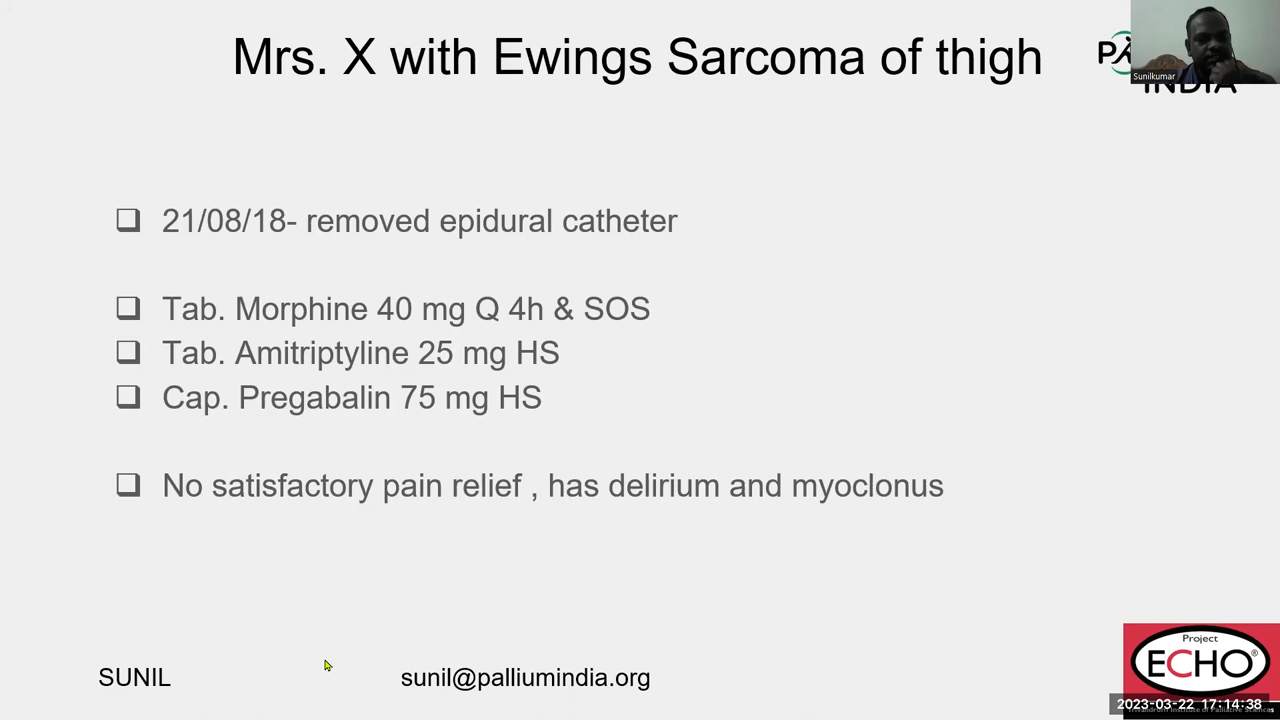 Mrs. X with Ewings Sarcoma of thigh
Sunilkumar
INDIA
21/08/18- removed epidural catheter
Tab. Morphine 40 mg Q 4h & SOS
Tab. Amitriptyline 25 mg HS
Cap. Pregabalin 75 mg HS
No satisfactory pain relief , has delirium and myoclonus
SUNIL
sunil@palliumindia.org
Project
ECHO®
2023-03-22 17:14:38